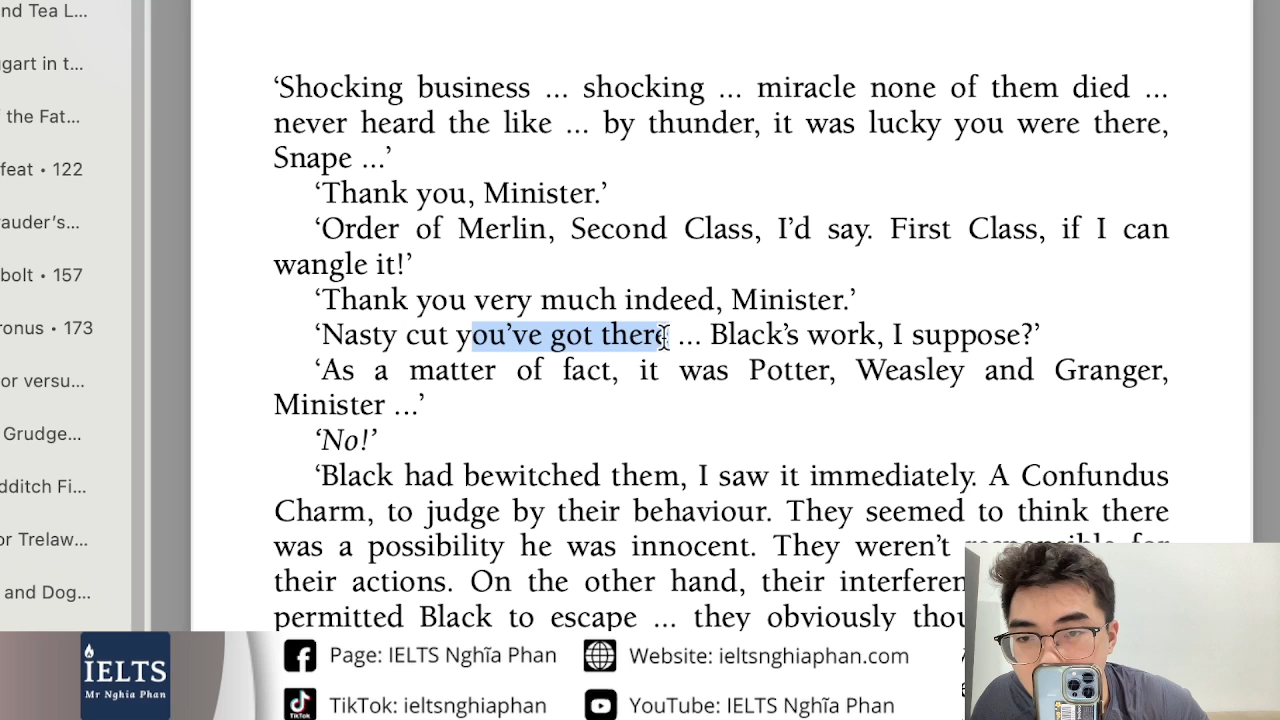 nd Tea L...
gart in t...
the Fat...
feat • 122
auder's...
bolt • 157
ronus • 173
or versu...
Grudge...
dditch Fi...
or Trelaw...
and Dog...
‘Shocking business ... shocking ... miracle none of them died ...
never heard the like ... by thunder, it was lucky you were there,
Snape ...’
‘Thank you, Minister.’
‘Order of Merlin, Second Class, I’d say. First Class, if I can
wangle it!’
‘Thank you very much indeed, Minister.’
‘Nasty cut you’ve got there ... Black’s work, I suppose?’
‘As a matter of fact, it was Potter, Weasley and Granger,
Minister ...’
‘No!’
‘Black had bewitched them, I saw it immediately. A Confundus
Charm, to judge by their behaviour. They seemed to think there
was a possibility he was innocent. They weren’t responsible for
their actions. On the other hand, their interferen
permitted Black to escape ... they obviously thou
IELTS
Mr Nghia Phan
Page: IELTS Nghĩa Phan
Website: ieltsnghiaphan.com
TikTok
TikTok: ieltsnghiaphan
YouTube: IELTS Nghĩa Phan